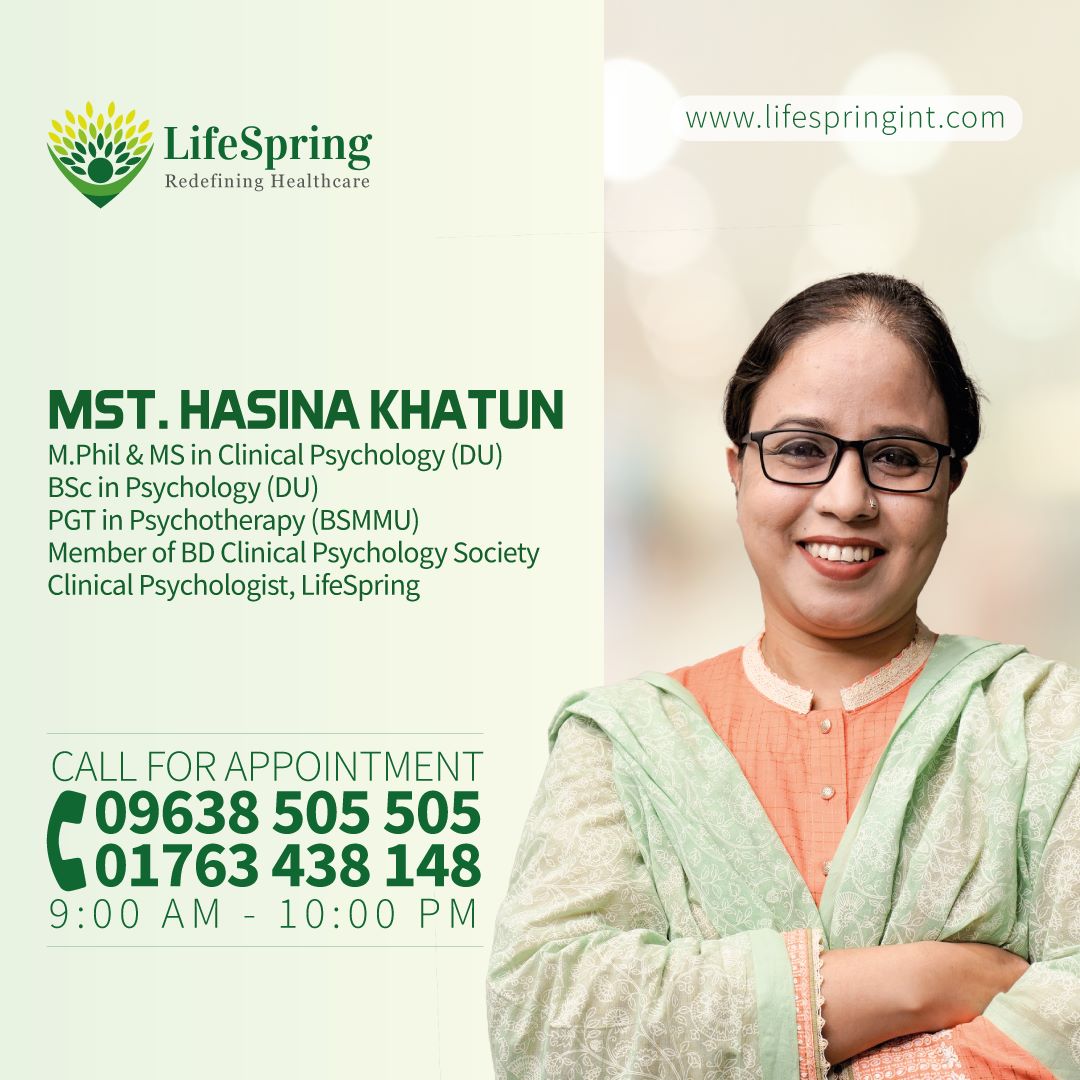 LifeSpring
Redefining Healthcare
www.lifespringint.com
MST. HASINA KHATUN
M.Phil & MS in Clinical Psychology (DU)
BSc in Psychology (DU)
PGT in Psychotherapy (BSMMU)
Member of BD Clinical Psychology Society
Clinical Psychologist, LifeSpring
CALL FOR APPOINTMENT
09638 505 505
01763 438 148
9:00 AM - 10:00 PM